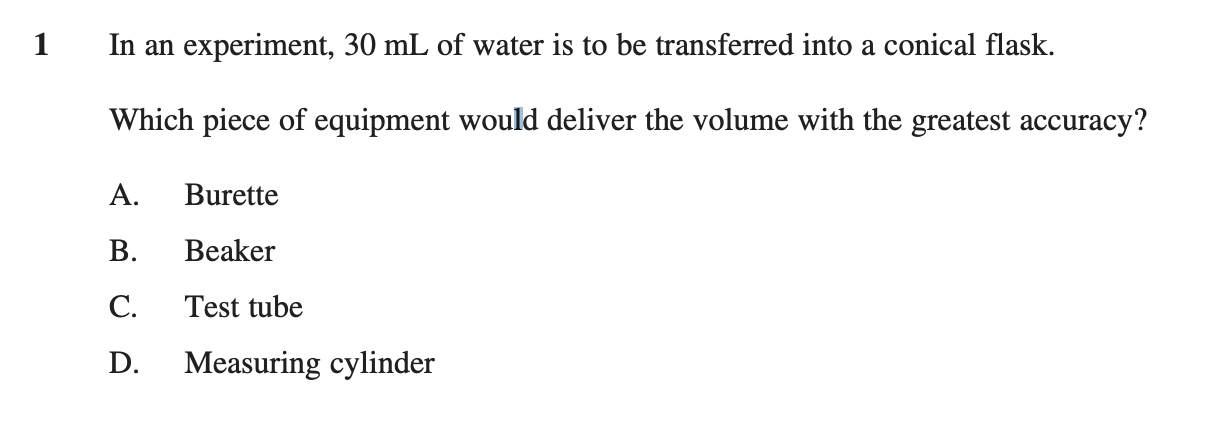 1 In an experiment, 30 mL of water is to be transferred into a conical flask.
Which piece of equipment would deliver the volume with the greatest accuracy?
A. Burette
B. Beaker
C. Test tube
D. Measuring cylinder